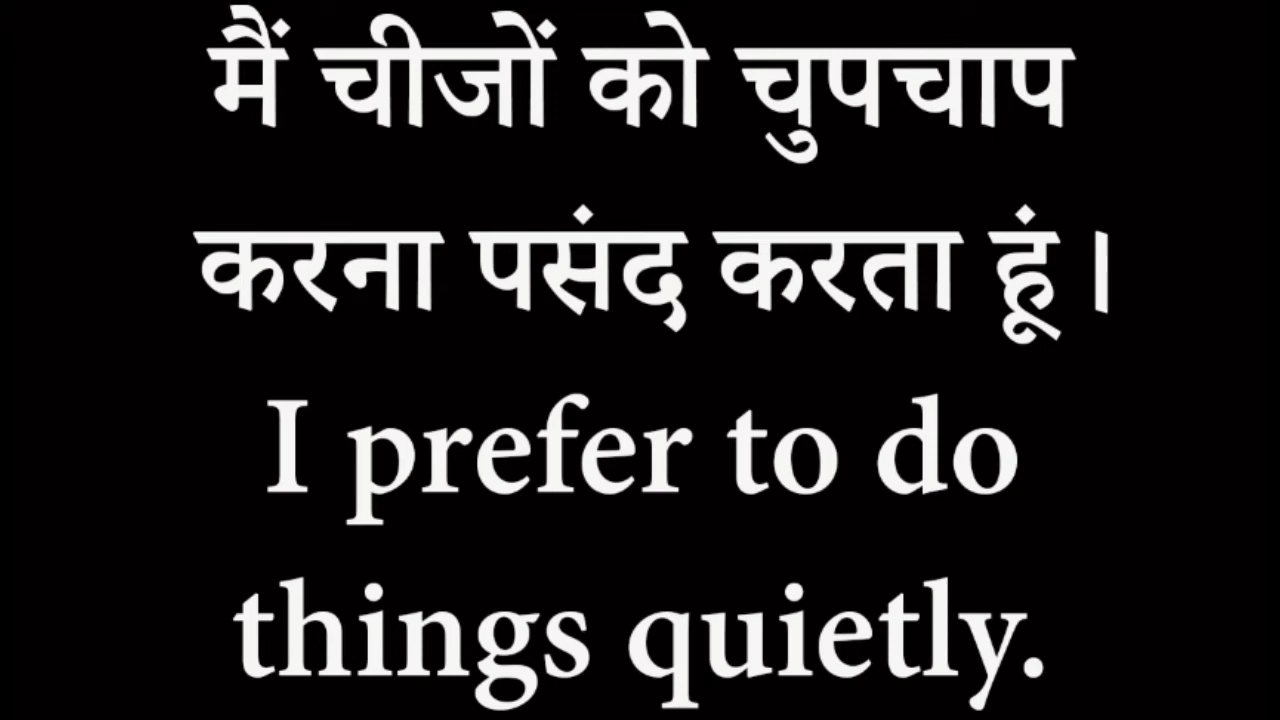 मैं चीजों को चुपचाप
करना पसंद करता हूं।
I prefer to do
things quietly.